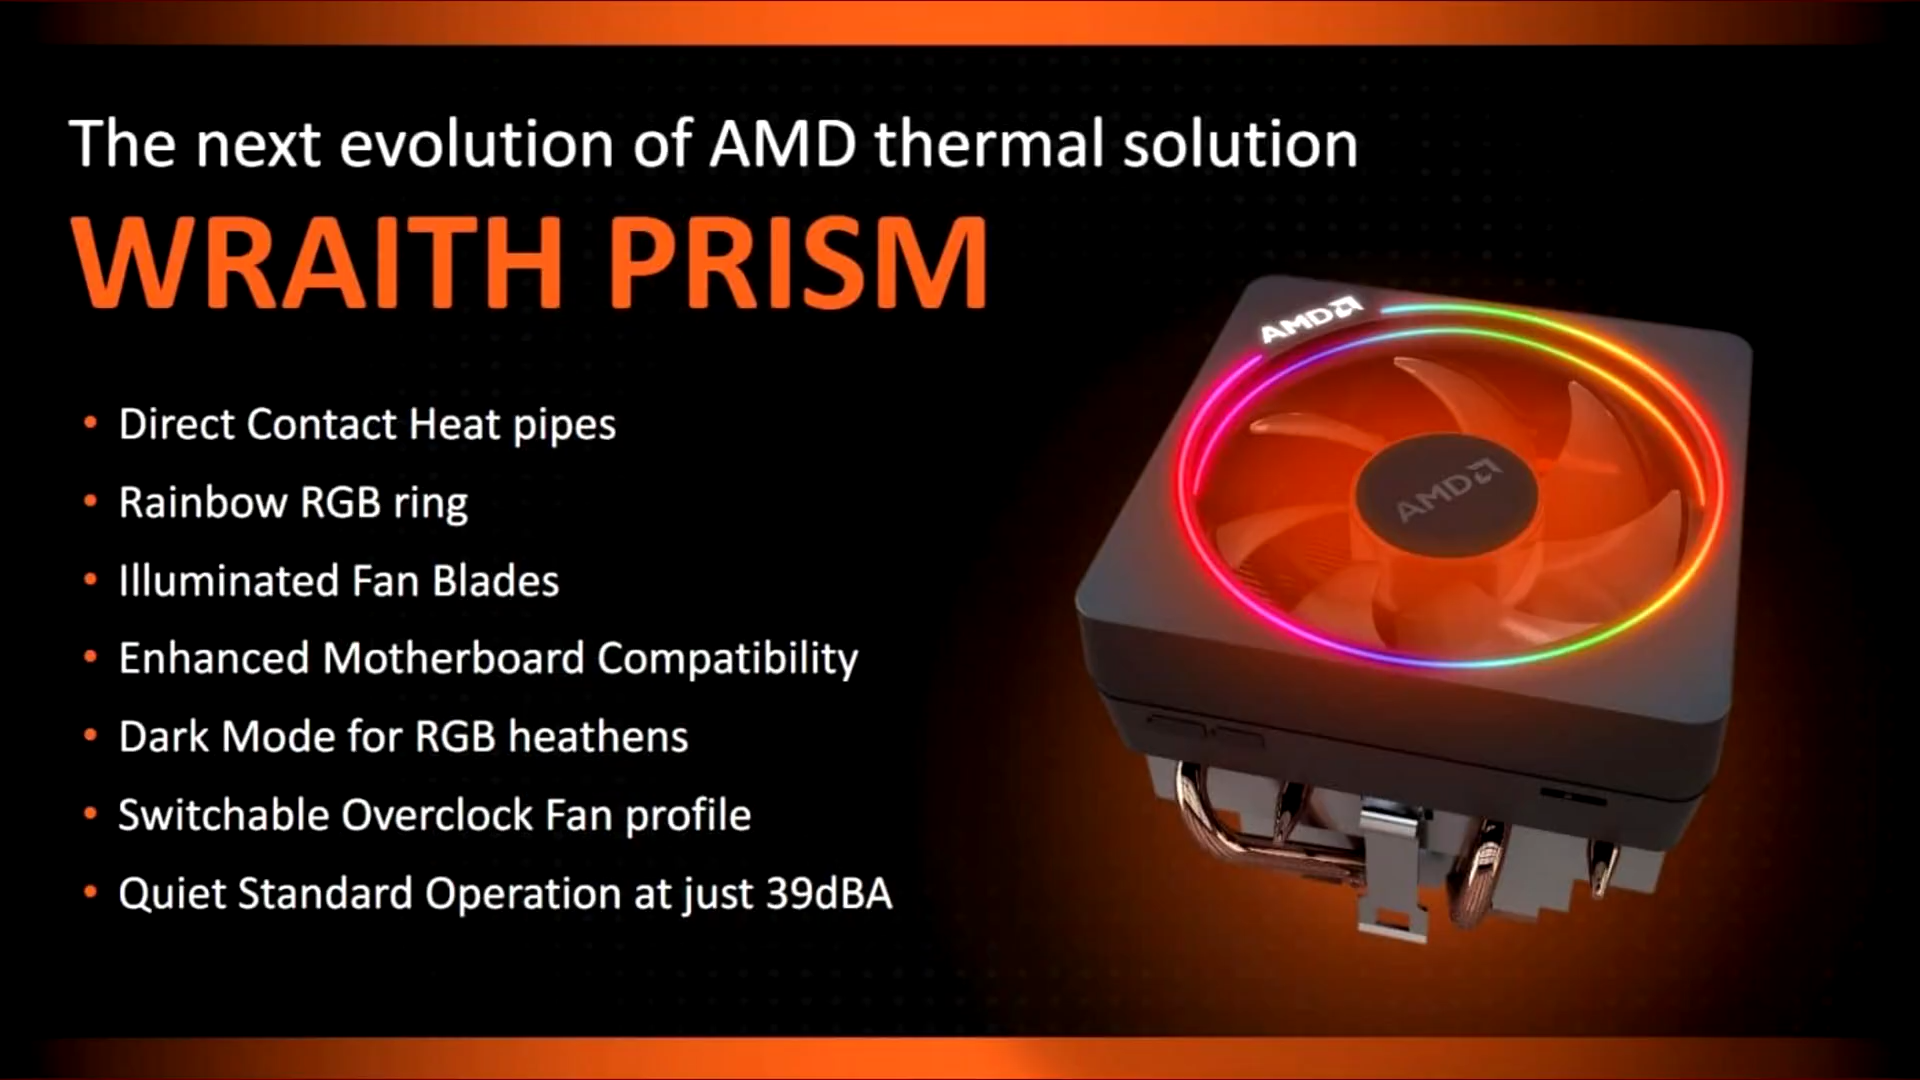 The next evolution of AMD thermal solution
WRAITH PRISM
• Direct Contact Heat pipes
• Rainbow RGB ring
• Illuminated Fan Blades
• Enhanced Motherboard Compatibility
• Dark Mode for RGB heathens
• Switchable Overclock Fan profile
• Quiet Standard Operation at just 39dBA
AMD
AMD